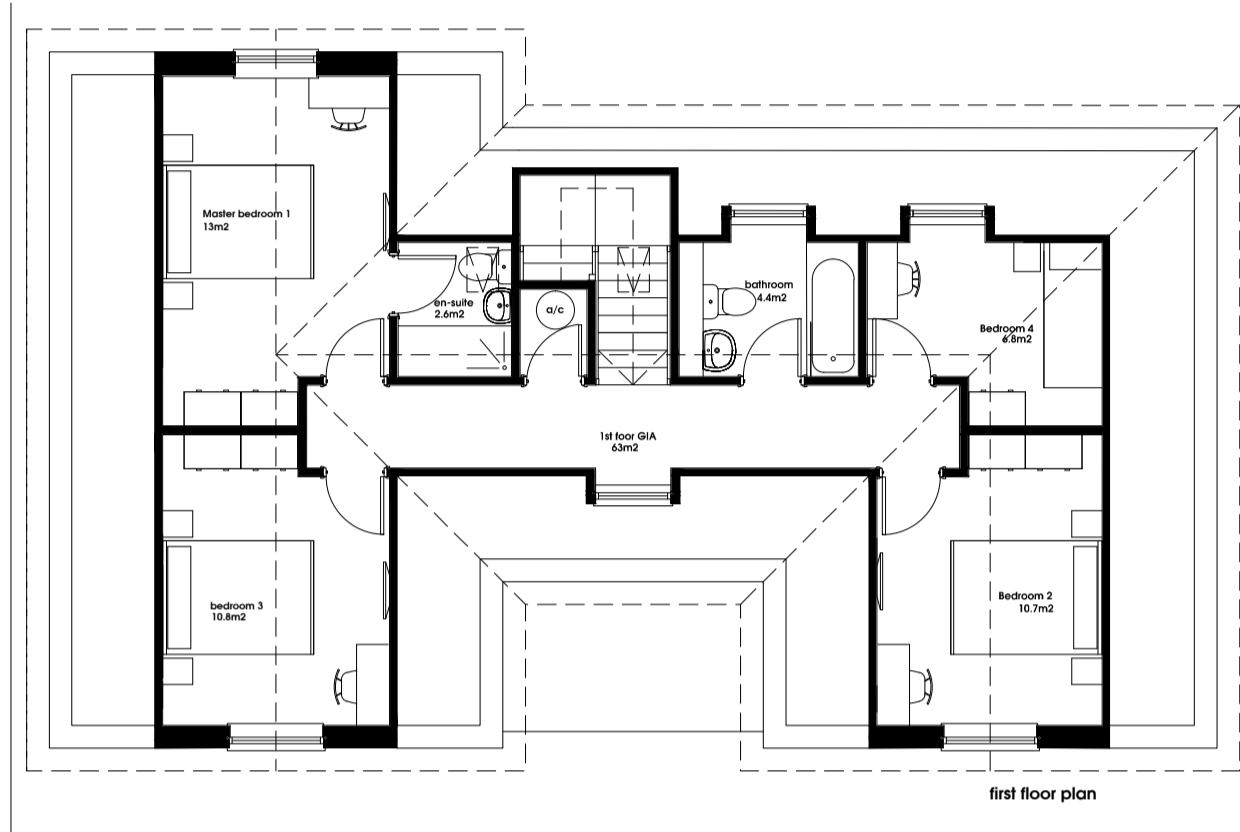 Master bedroom 1
13m2
en-suite
2.6m2
a/c
bathroom
4.4m2
Bedroom 4
6.8m2
1st foor GIA
63m2
bedroom 3
10.8m2
Bedroom 2
10.7m2
first floor plan